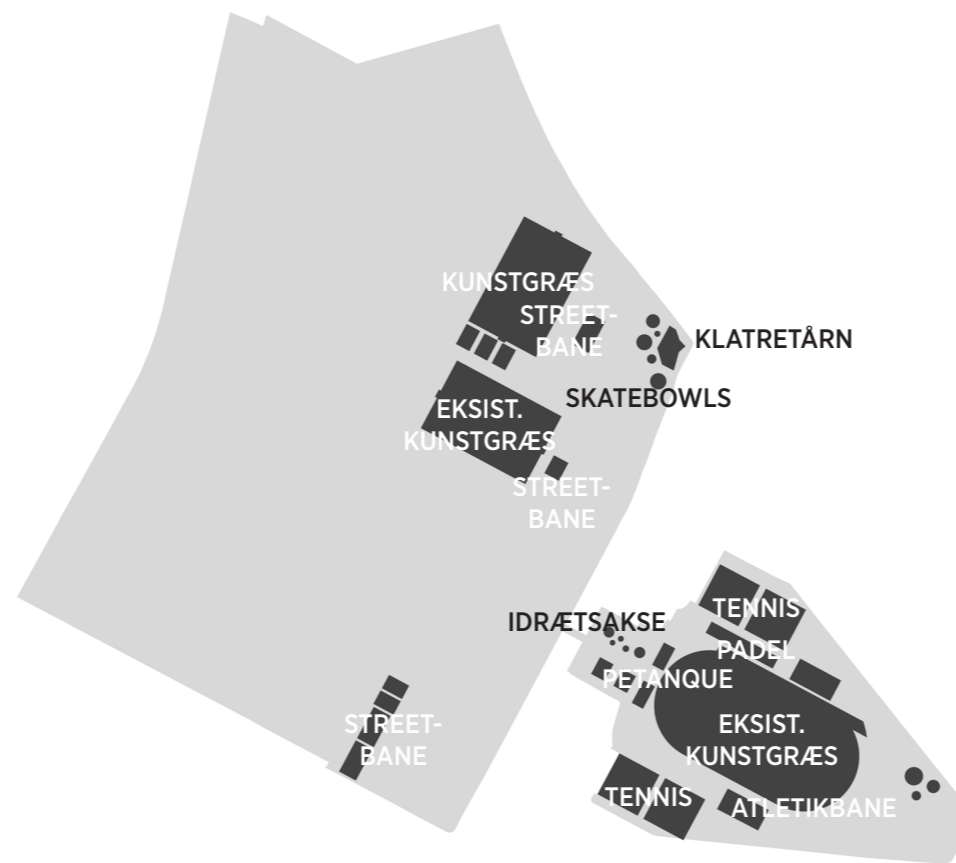 KUNSTGRÆS
STREET-
BANE
KLATRETÅRN
SKATEBOWLS
EKSIST.
KUNSTGRÆS
STREET-
BANE
TENNIS
IDRÆTSAKSE
PADEL
PETANQUE
STREET-
BANE
EKSIST.
KUNSTGRÆS
TENNIS
ATLETIKBANE